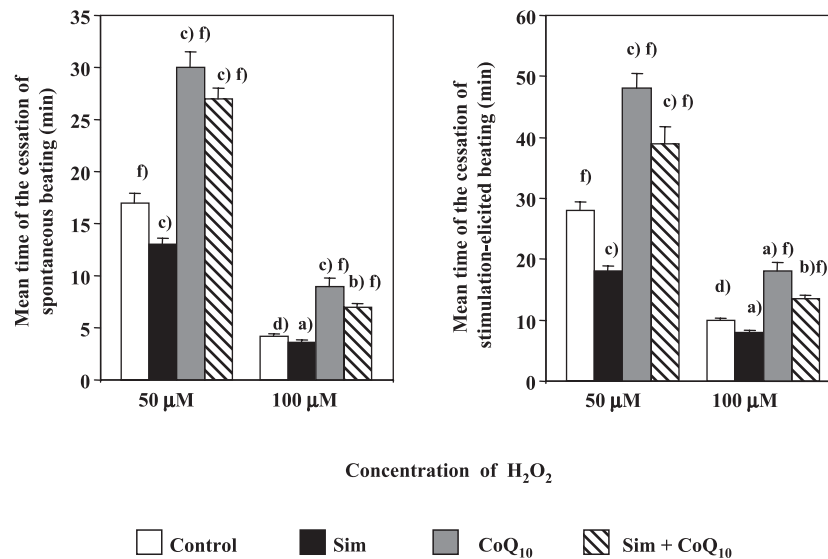 Mean time of the cessation of
spontaneous beating (min)
35
30
25
20
15
10
5
0
f)
c)
c) f)
c) f)
d)
a)
c) f)
b) f)
50 μM
100 μM
Mean time of the cessation of
stimulation-elicited beating (min)
60
50
40
30
20
10
0
f)
c)
c) f)
c) f)
d)
a)
a) f)
b)f)
50 μM
100 μM
Concentration of H₂O₂
Control
Sim
CoQ₁₀
Sim + CoQ₁₀